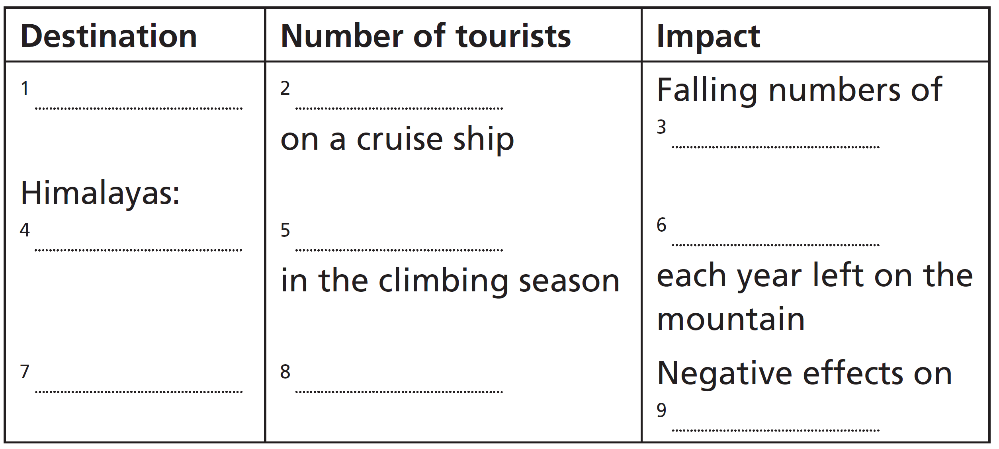 Destination Number of tourists Impact
1 2 Falling numbers of
3
on a cruise ship
Himalayas:
4 5 6
in the climbing season each year left on the
mountain
7 8 Negative effects on
9